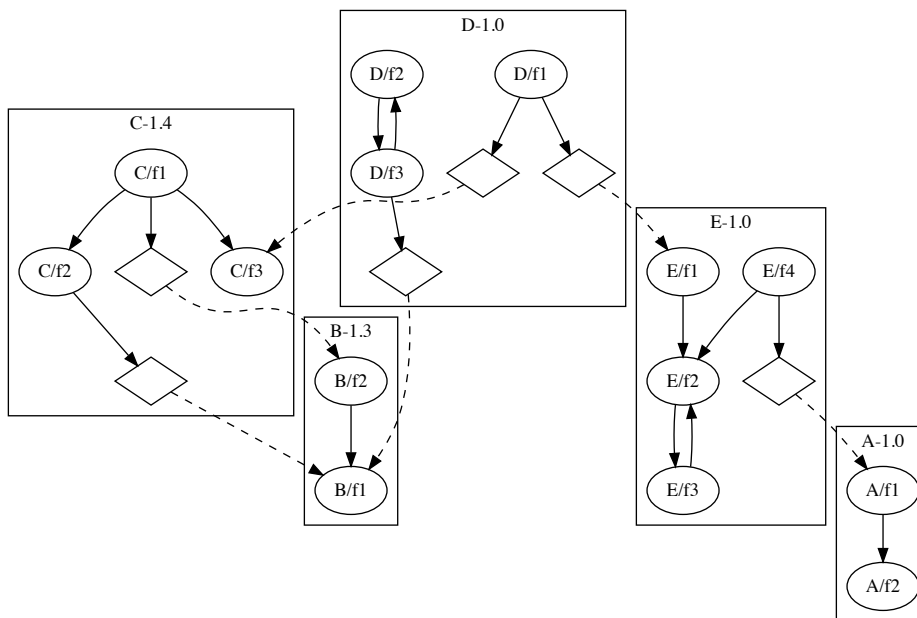 D-1.0
D/f2
D/f1
D/f3
C-1.4
C/f1
C/f2
C/f3
E-1.0
E/f1
E/f4
E/f2
E/f3
B-1.3
B/f2
B/f1
A-1.0
A/f1
A/f2